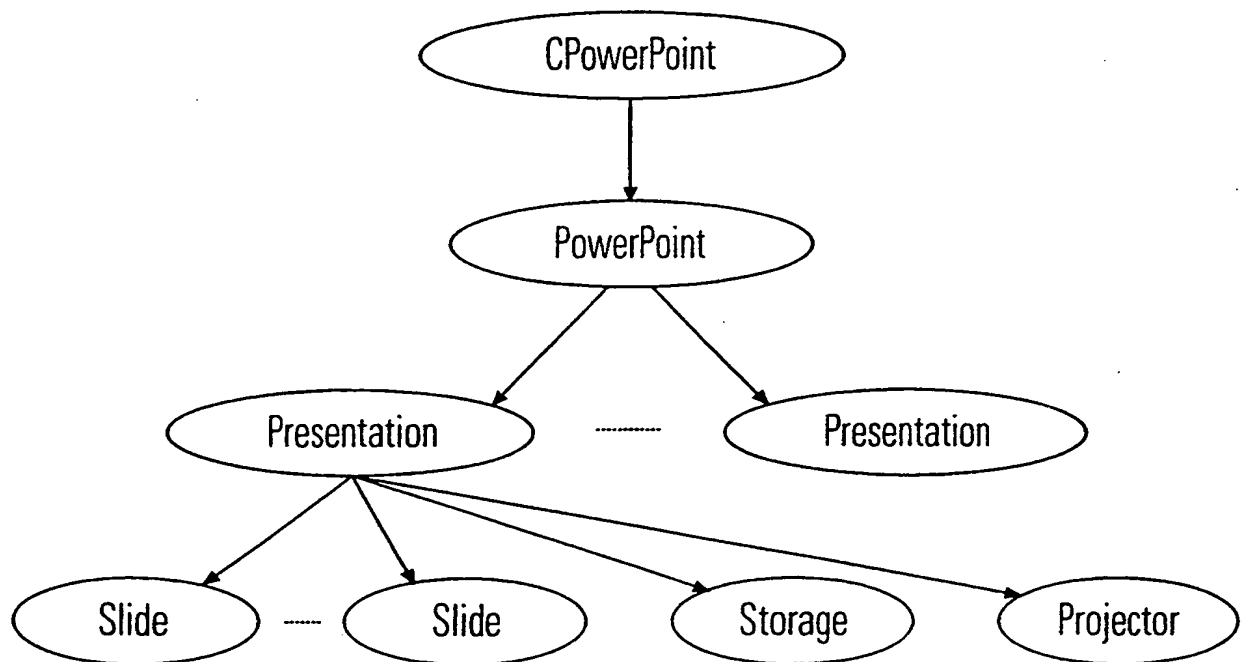 CPowerPoint
PowerPoint
Presentation
Presentation
Slide
Slide
Storage
Projector